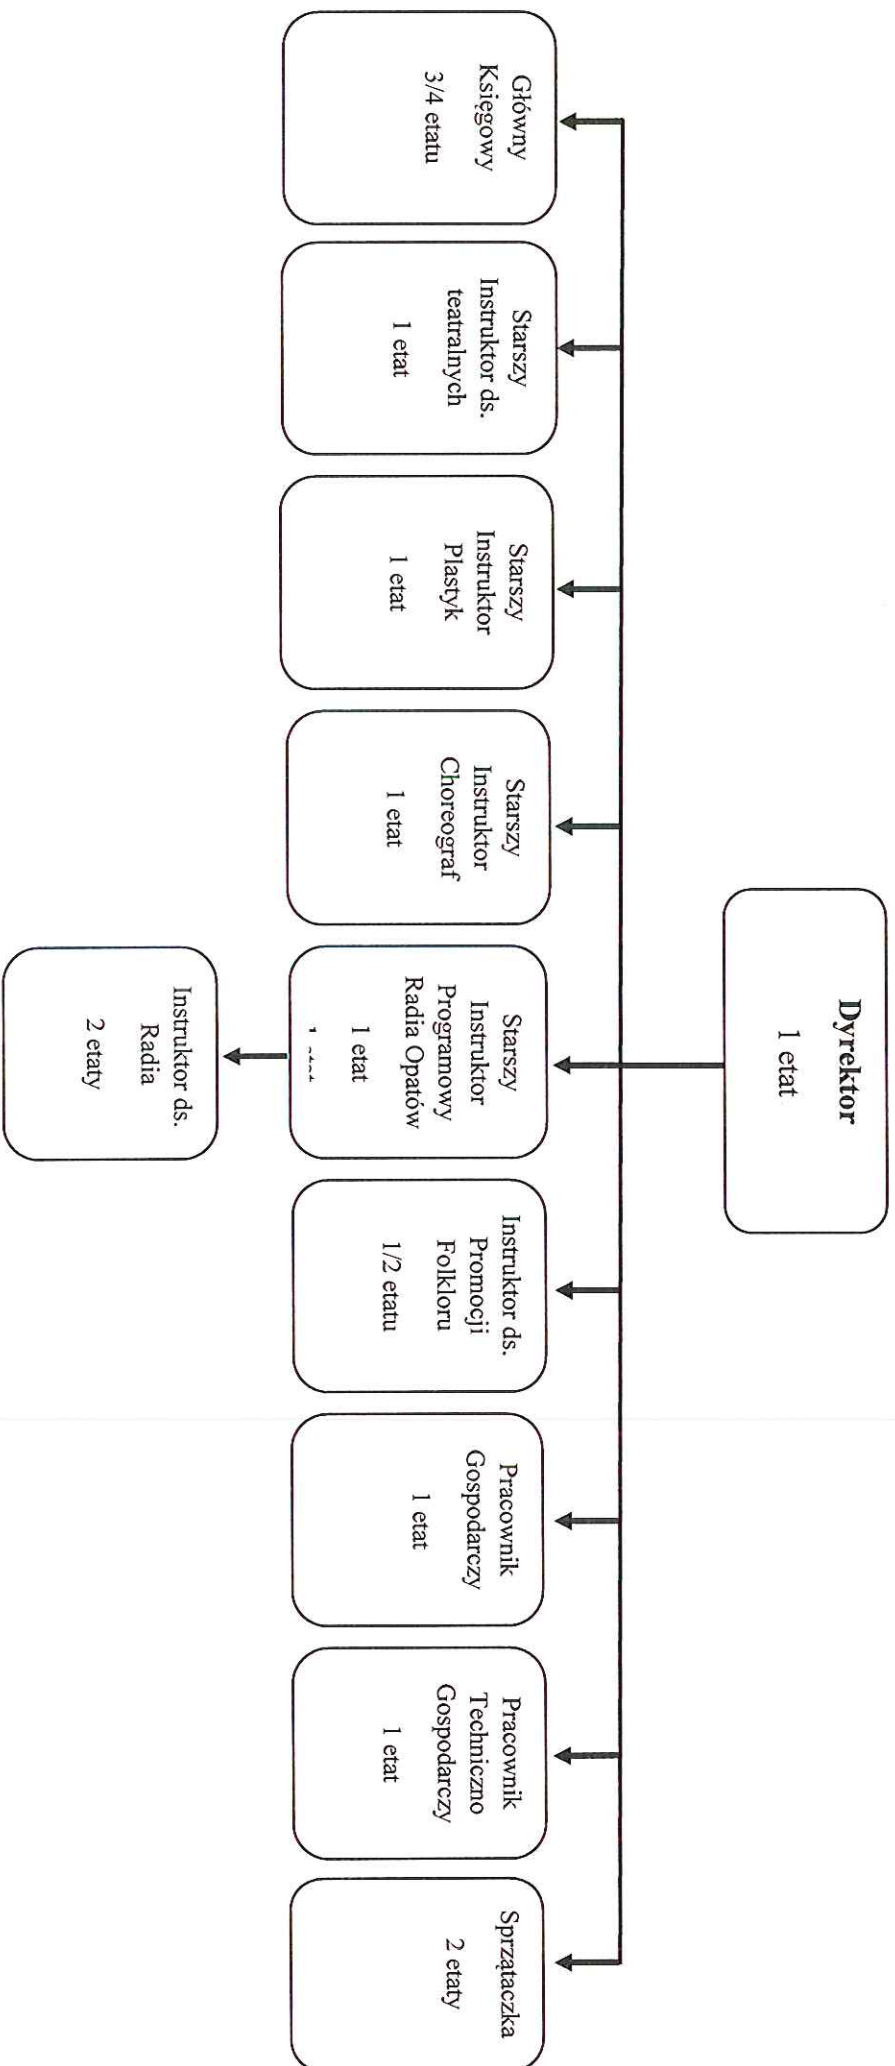 Dyrektor
1 etat
Główny
Księgowy
3/4 etatu
Starszy
Instruktor ds.
teatralnych
1 etat
Starszy
Instruktor
Plastyk
1 etat
Starszy
Instruktor
Choreograf
1 etat
Starszy
Instruktor
Programowy
Radia Opatów
1 etat
Instruktor ds.
Promocji
Folkloru
1/2 etatu
Pracownik
Gospodarczy
1 etat
Pracownik
Techniczno
Gospodarczy
1 etat
Sprzątaczka
2 etaty
Instruktor ds.
Radia
2 etaty